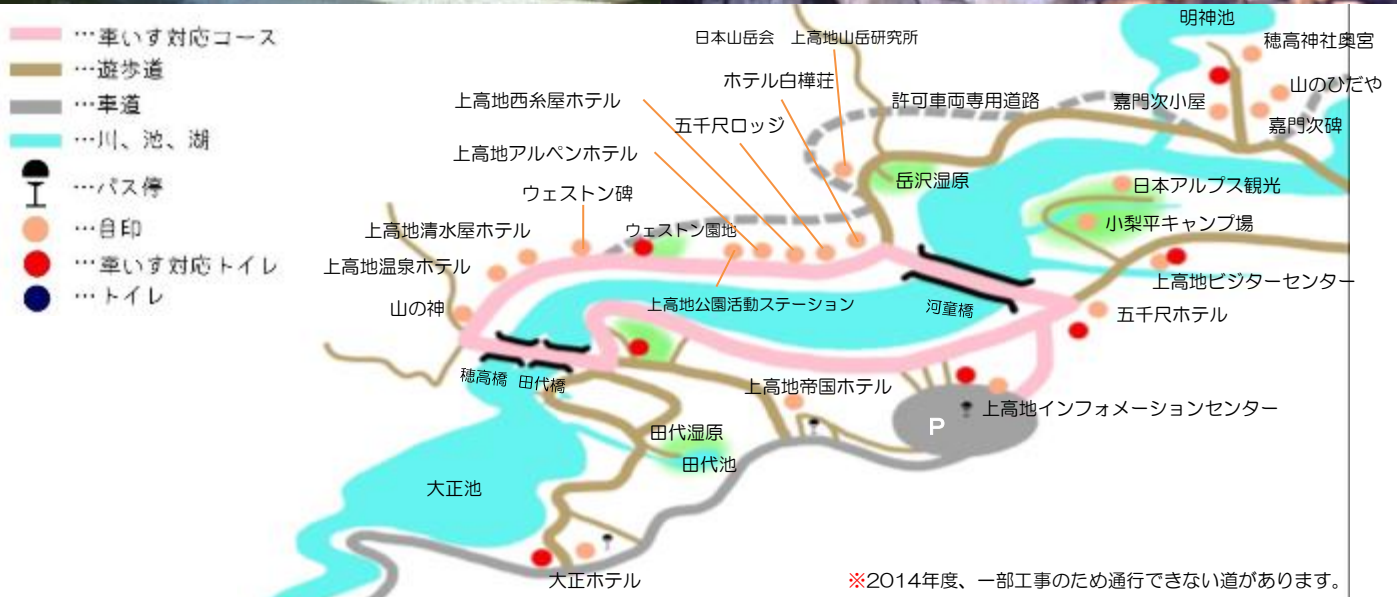 …車いす対応コース
…遊歩道
…車道
…川、池、湖
…バス停
…目印
…車いす対応トイレ
…トイレ
明神池
日本山岳会 上高地山岳研究所
穂高神社奥宮
ホテル白樺荘
山のひだや
上高地西糸屋ホテル
許可車両専用道路
嘉門次小屋
五千尺ロッジ
嘉門次碑
上高地アルペンホテル
岳沢湿原
日本アルプス観光
ウェストン碑
小梨平キャンプ場
上高地清水屋ホテル
ウェストン園地
上高地温泉ホテル
上高地ビジターセンター
山の神
上高地公園活動ステーション
河童橋
五千尺ホテル
穂高橋 田代橋
上高地帝国ホテル
上高地インフォメーションセンター
P
田代湿原
田代池
大正池
大正ホテル
※2014年度、一部工事のため通行できない道があります。